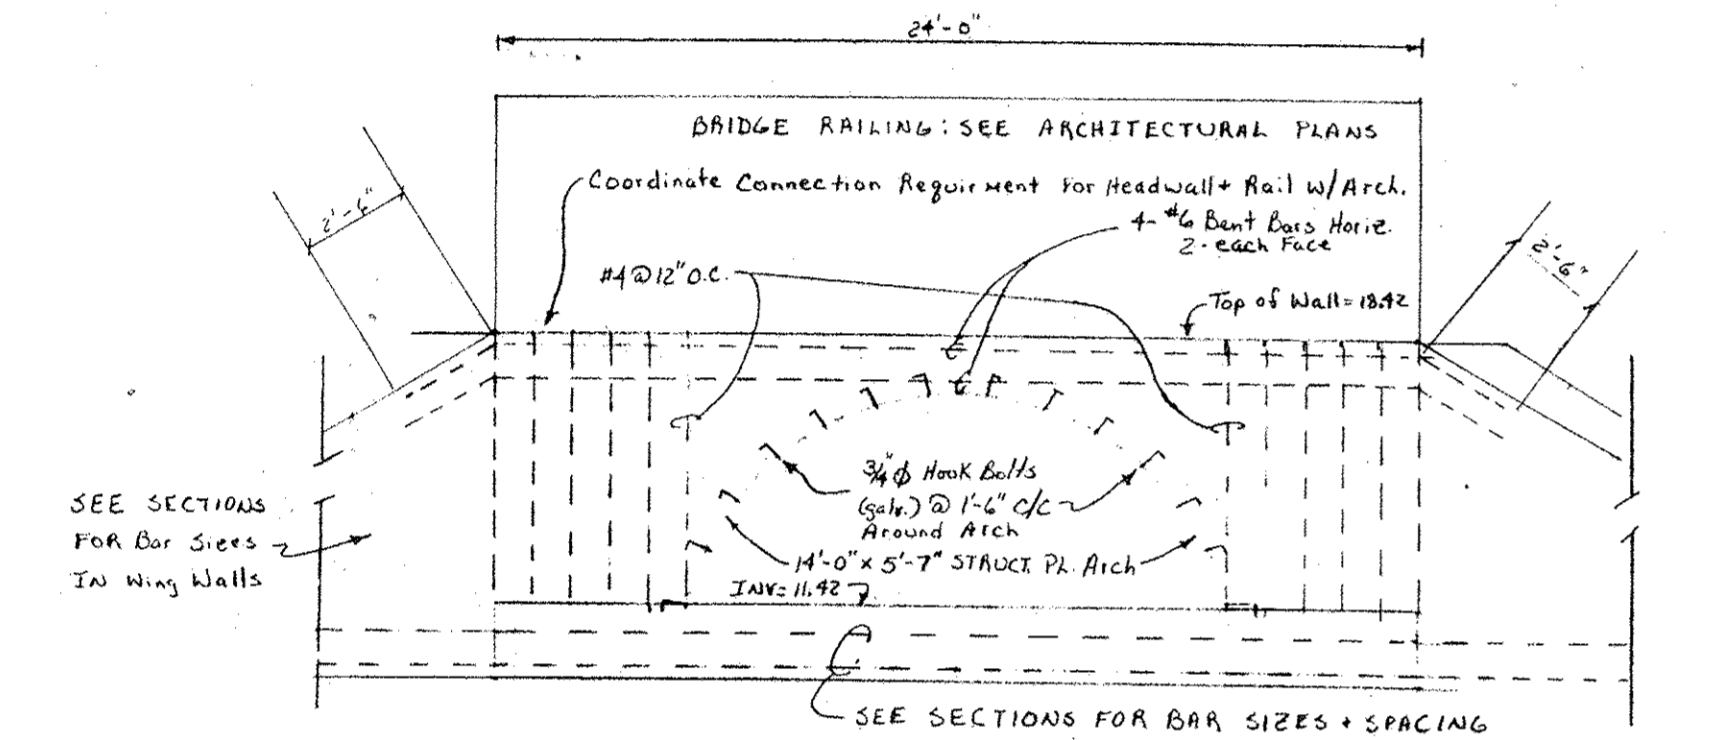 24'-0"
BRIDGE RAILING: SEE ARCHITECTURAL PLANS
Coordinate Connection Requirment For Headwall + Rail w/Arch.
2'-6"
4- #6 Bent Bars Horiz.
2- each Face
2'-6"
#4 @ 12" O.C.
Top of Wall = 18.42
3/4" ϕ Hook Bolts
(galv.) @ 1'-6" c/c
Around Arch
SEE SECTIONS
FOR Bar Sizes
IN Wing Walls
14'-0" x 5'-7" STRUCT. PL. Arch
INV = 11.42
SEE SECTIONS FOR BAR SIZES + SPACING